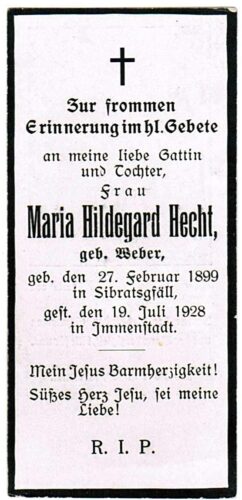 Zur frommen
Erinnerung im hl. Gebete
an meine liebe Gattin
und Tochter,
Frau
Maria Hildegard Hecht,
geb. Weber,
geb. den 27. Februar 1899
in Sibratsgfäll,
gest. den 19. Juli 1928
in Immenstadt.
Mein Jesus Barmherzigkeit!
Süßes Herz Jesu, sei meine
Liebe!
R. I. P.